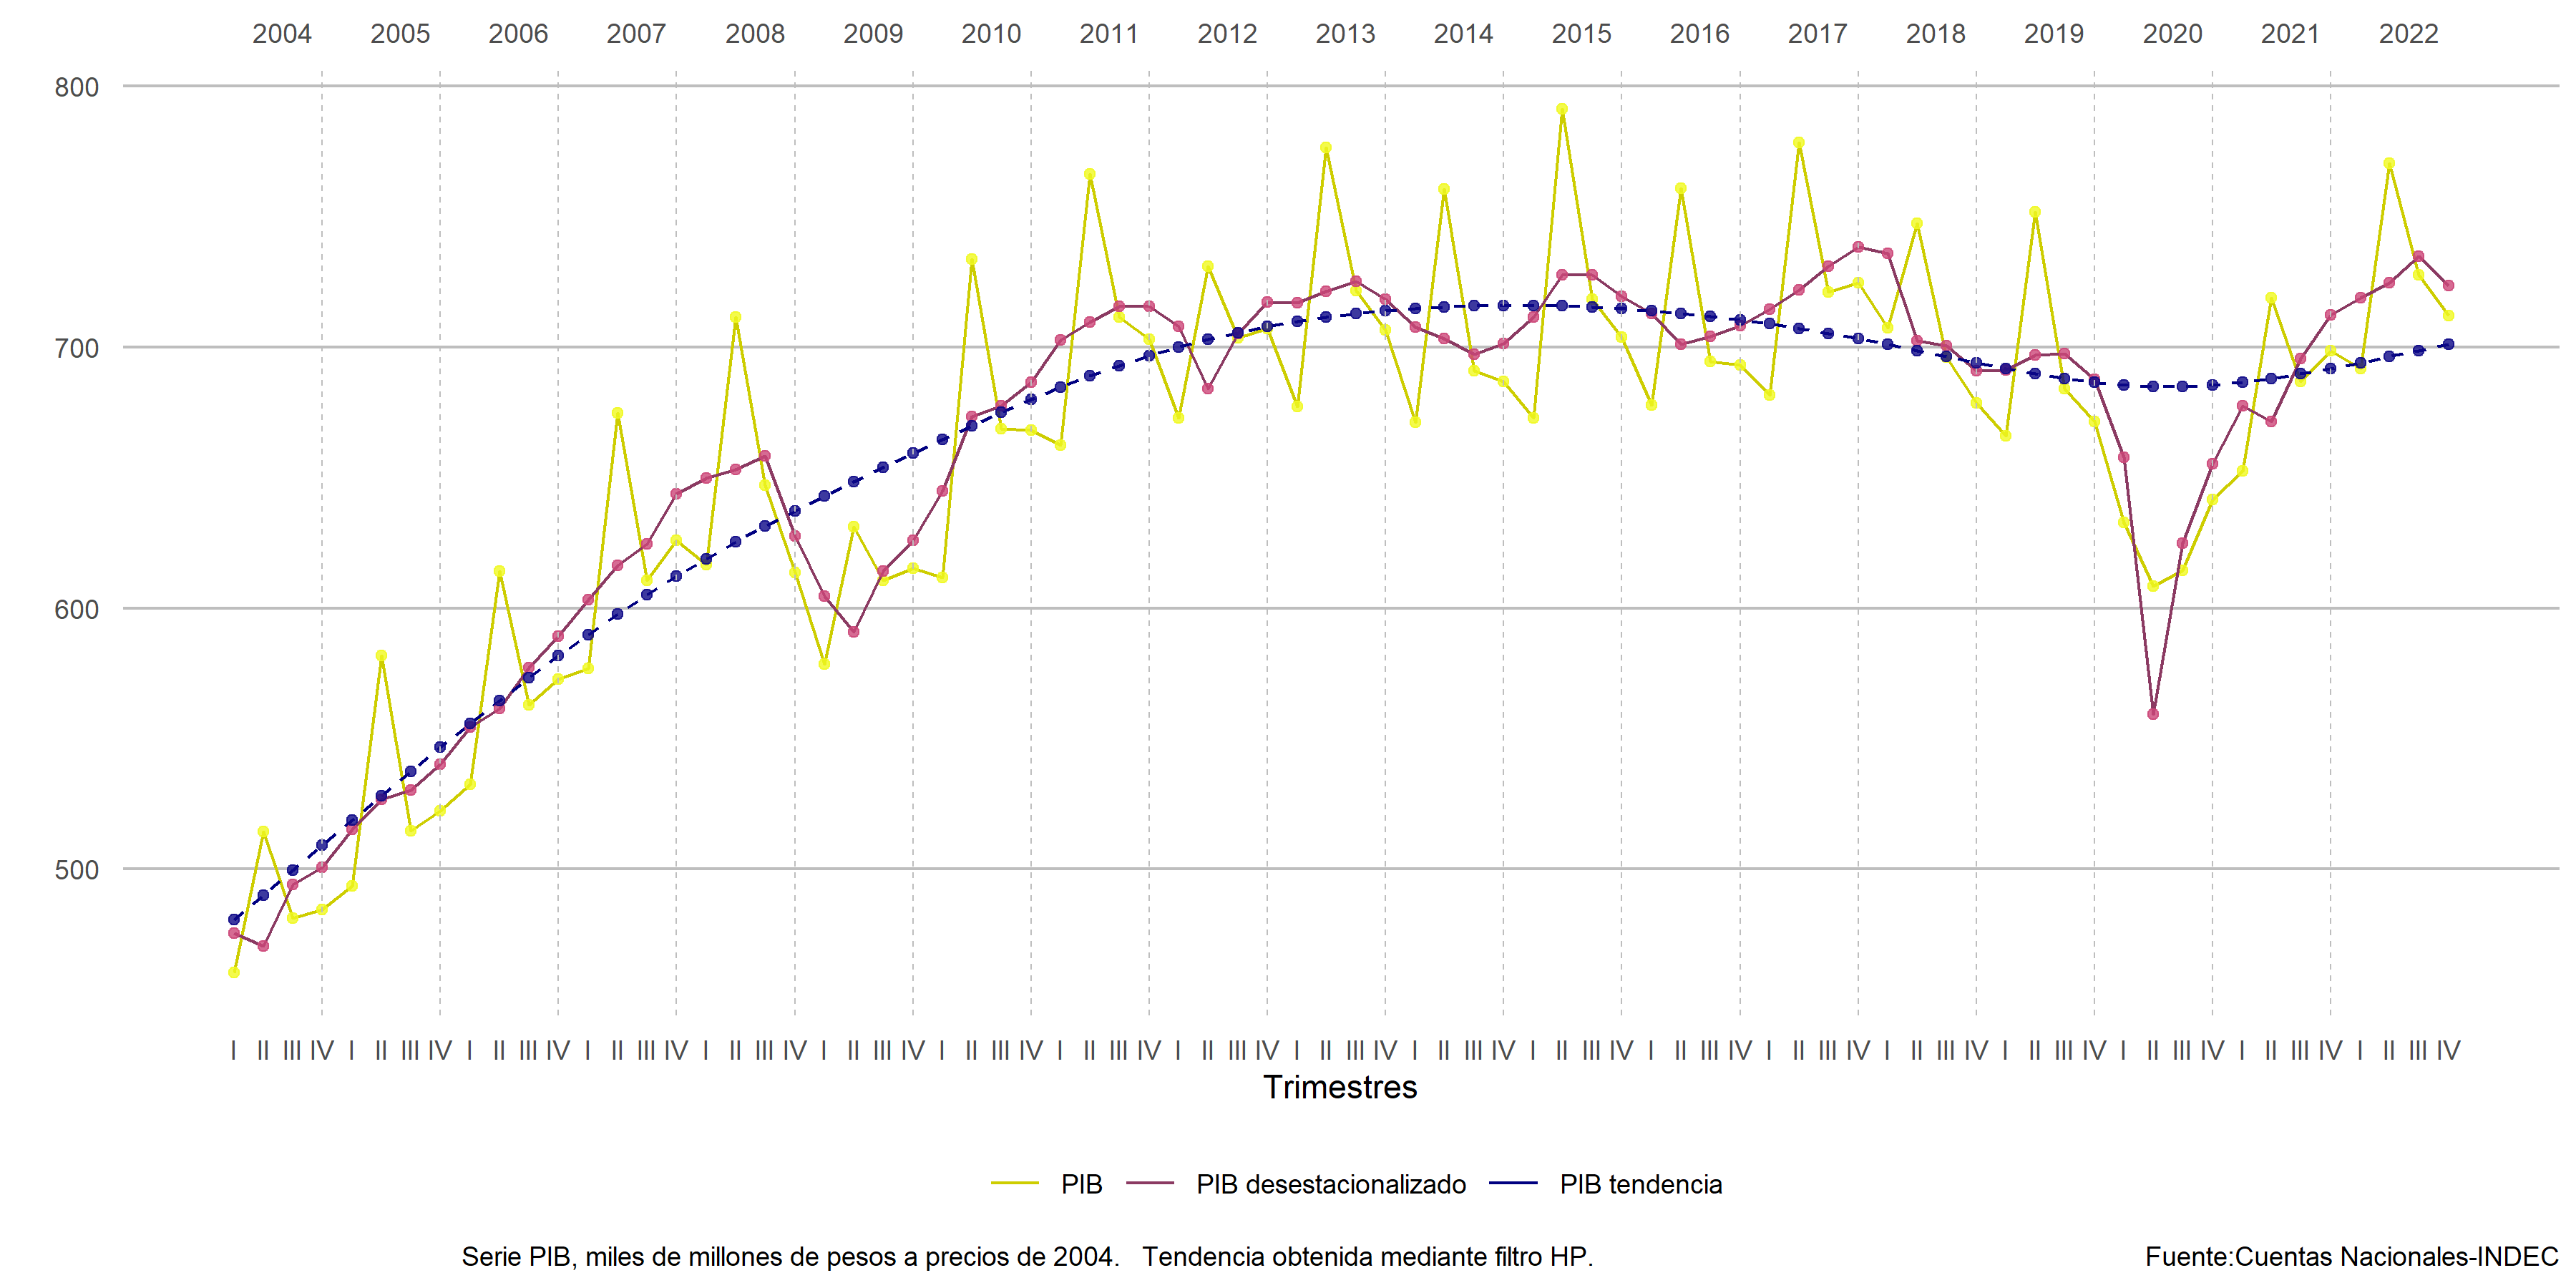 2004 2005 2006 2007 2008 2009 2010 2011 2012 2013 2014 2015 2016 2017 2018 2019 2020 2021 2022
800
700
600
500
I II III IV I II III IV I II III IV I II III IV I II III IV I II III IV I II III IV I II III IV I II III IV I II III IV I II III IV I II III IV I II III IV I II III IV I II III IV I II III IV I II III IV I II III IV I II III IV
Trimestres
PIB PIB desestacionalizado PIB tendencia
Serie PIB, miles de millones de pesos a precios de 2004. Tendencia obtenida mediante filtro HP. Fuente:Cuentas Nacionales-INDEC